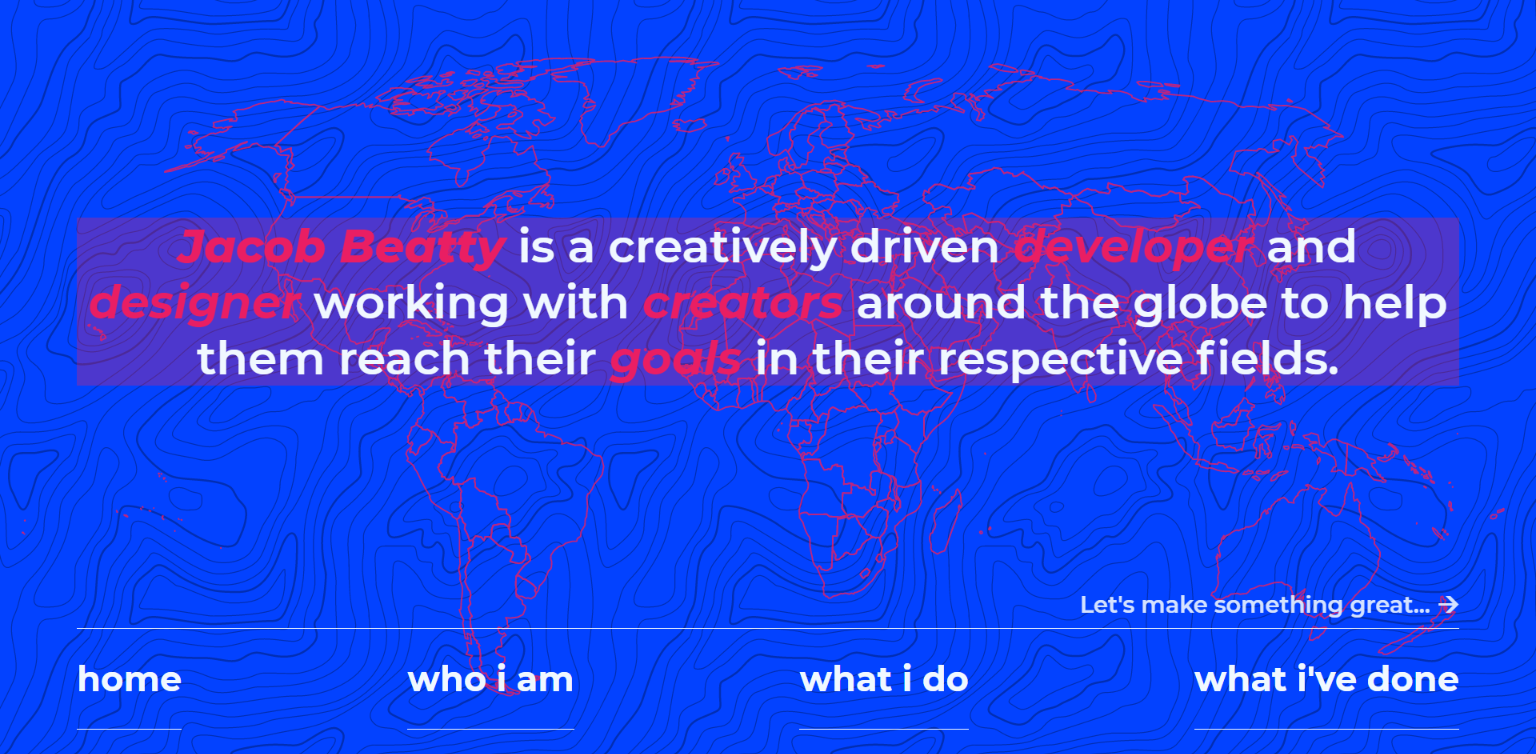 Jacob Beatty is a creatively driven developer and
designer working with creators around the globe to help
them reach their goals in their respective fields.
Let's make something great... →
home
who i am
what i do
what i've done